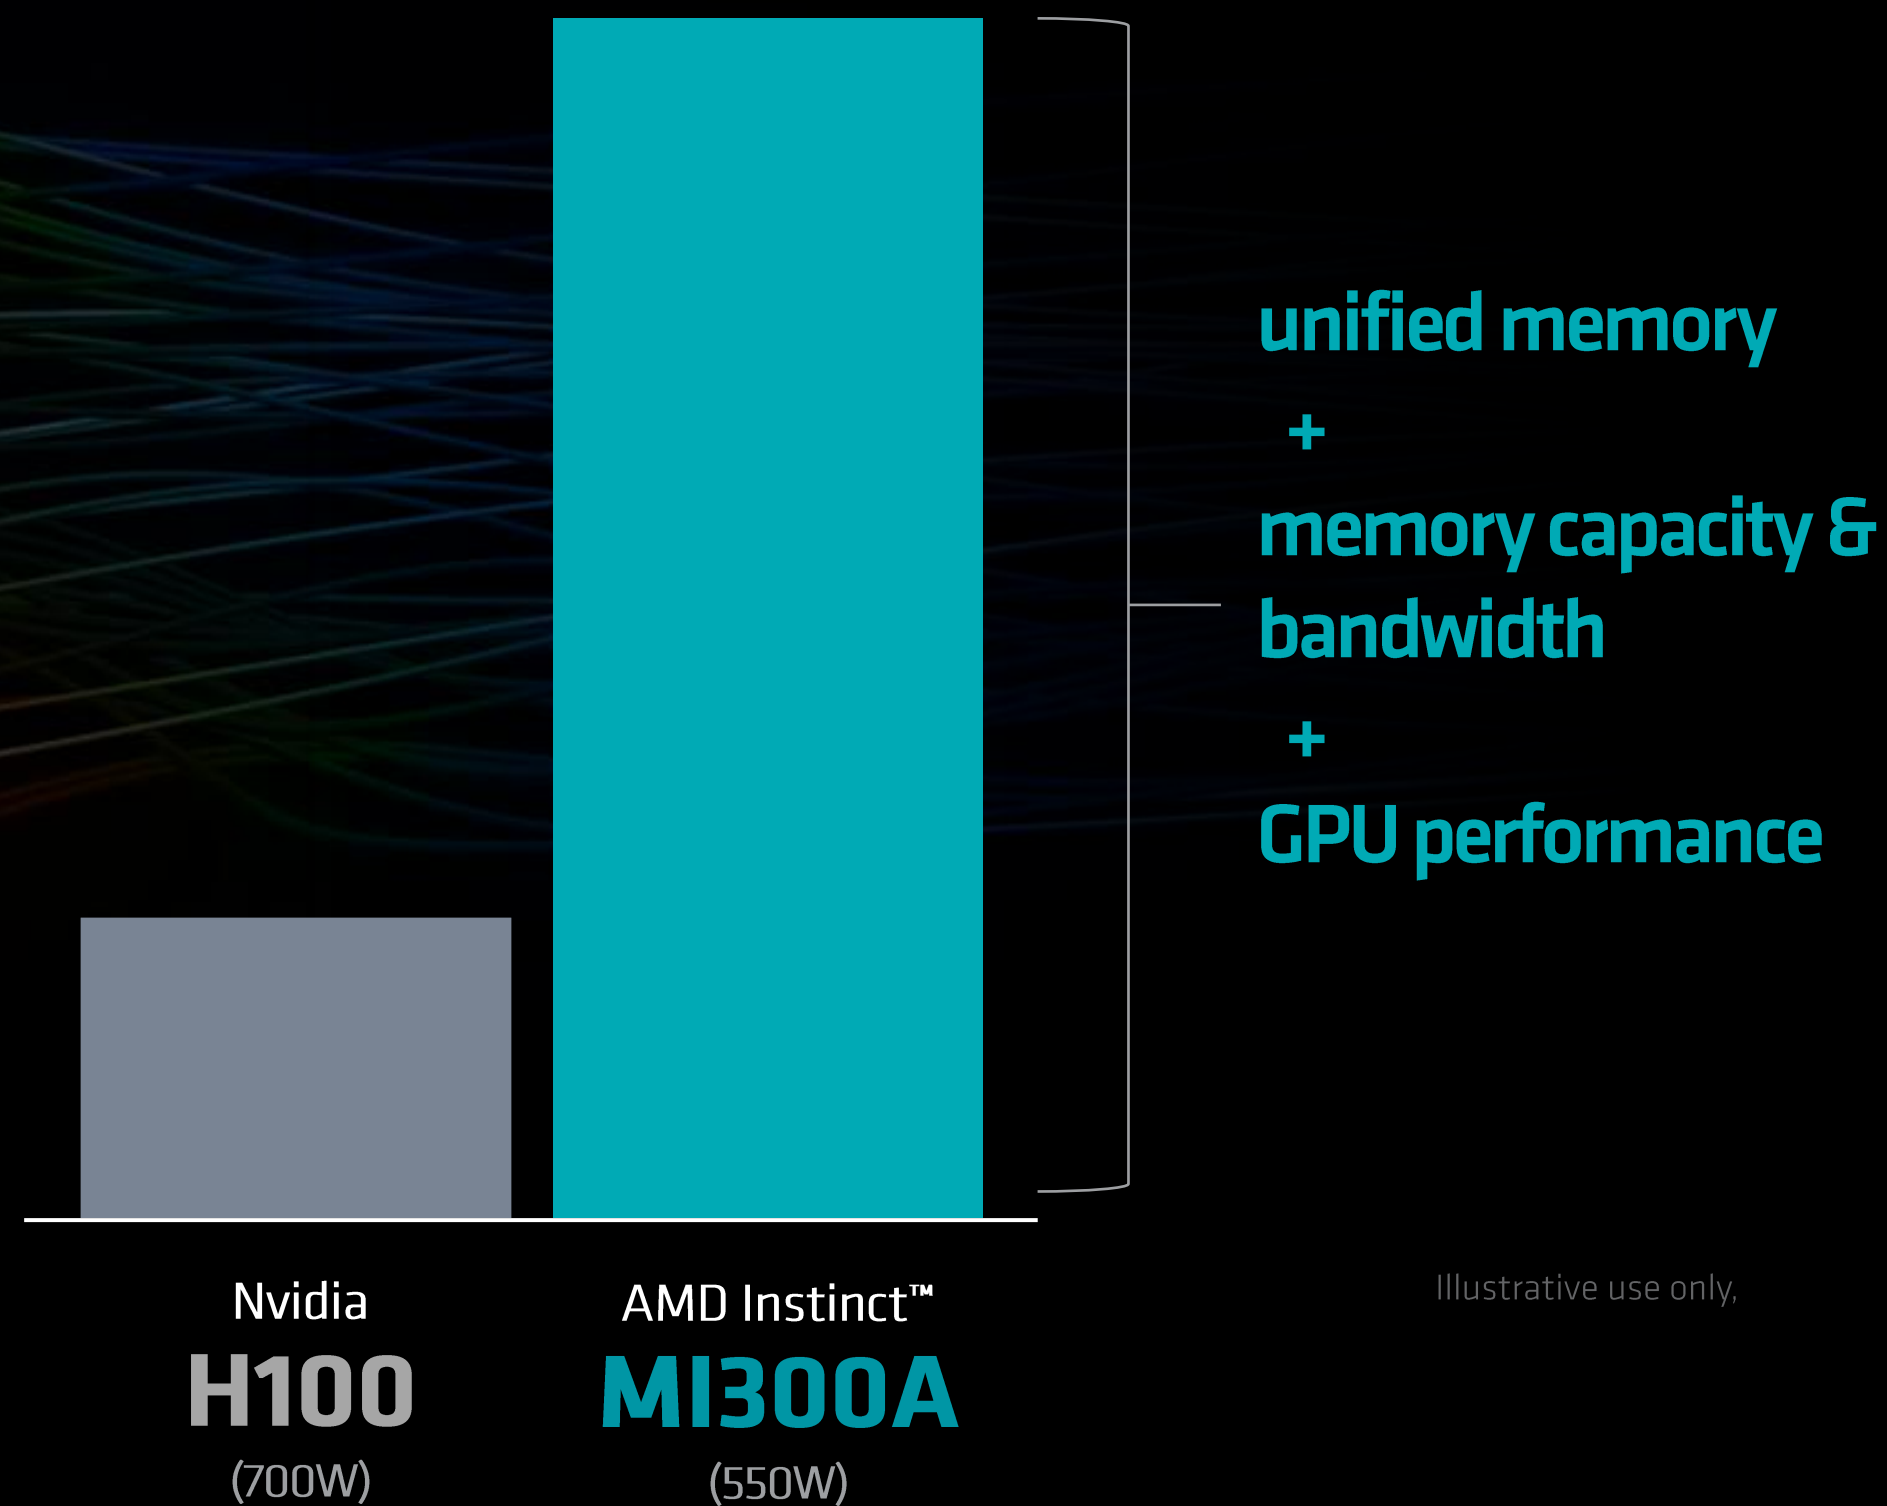 unified memory
+
memory capacity &
bandwidth
+
GPU performance
Nvidia
H100
(700W)
AMD Instinct™
MI300A
(550W)
Illustrative use only,